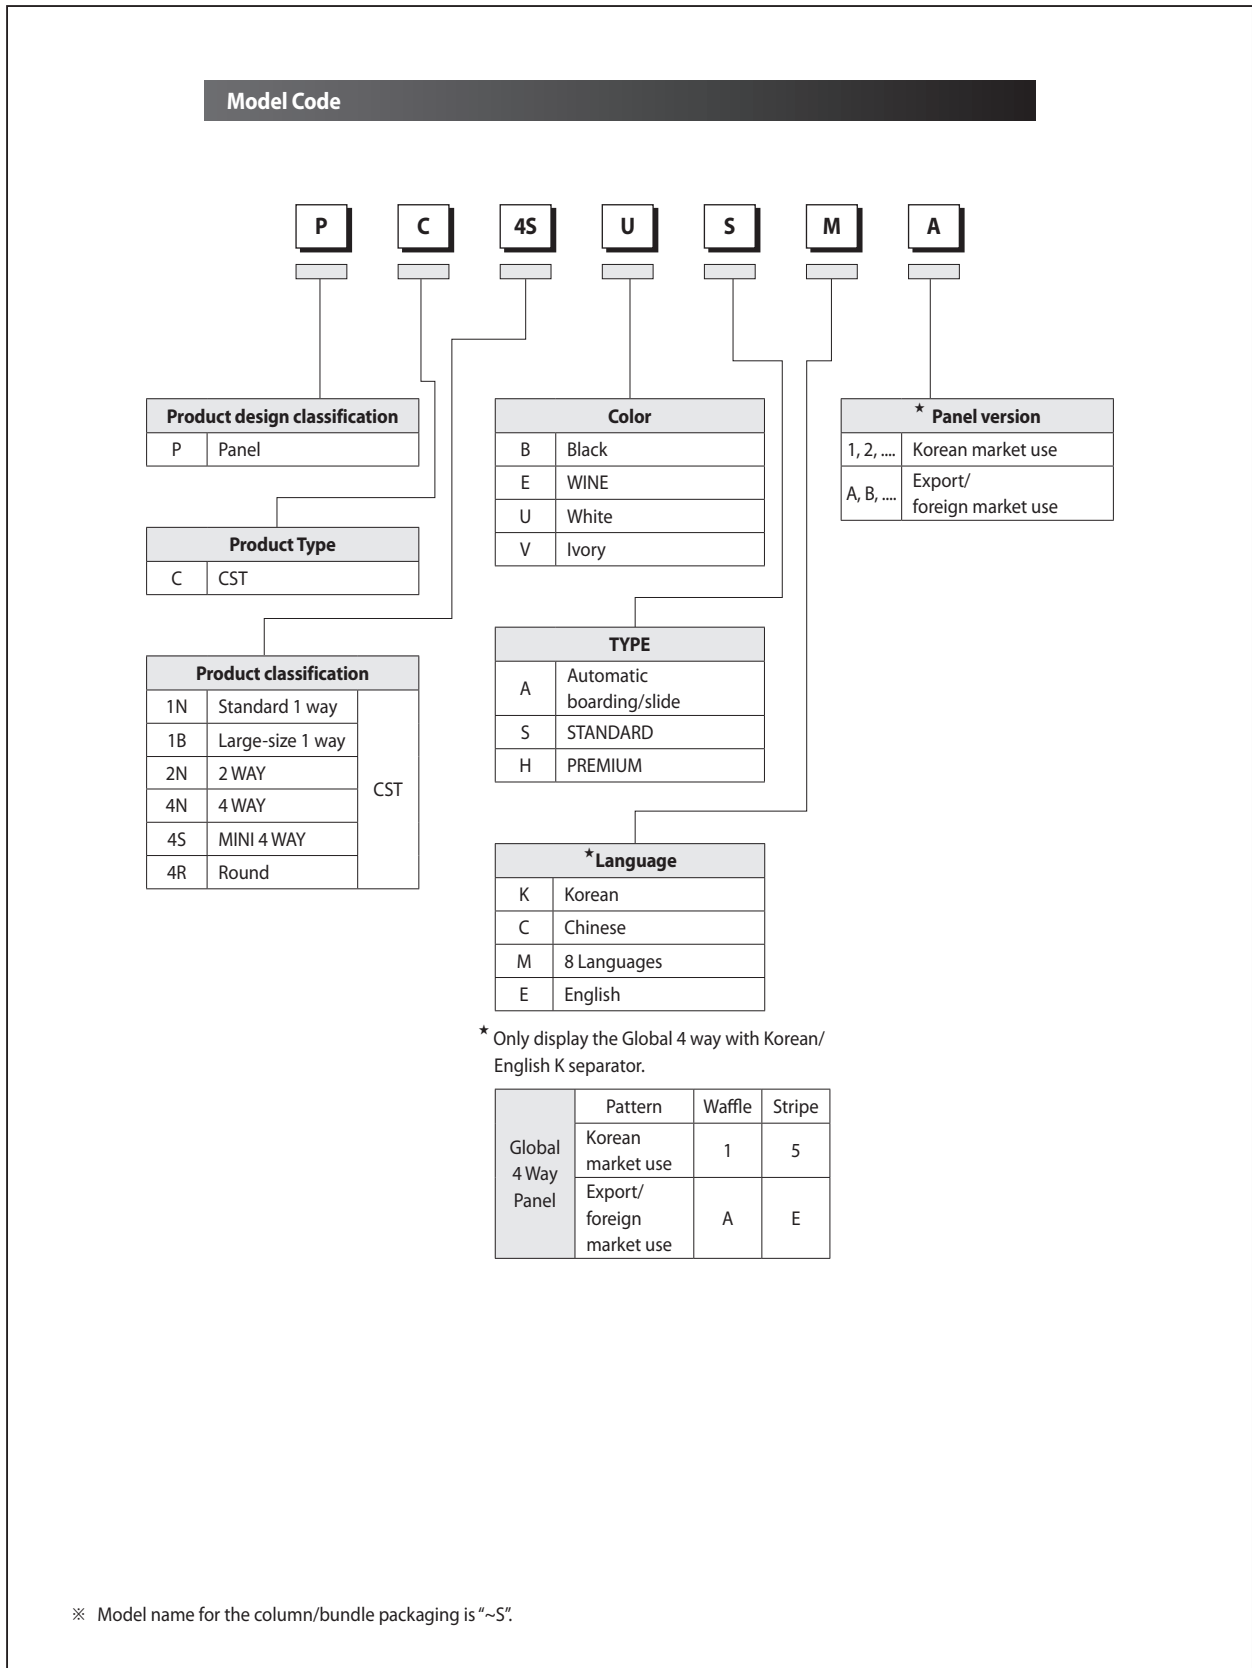 Model Code
P C 4S U S M A
Product design classification
P Panel
Product Type
C CST
Product classification
1N Standard 1 way
1B Large-size 1 way
2N 2 WAY
4N 4 WAY
4S MINI 4 WAY
4R Round
CST
Color
B Black
E WINE
U White
V Ivory
TYPE
A Automatic
boarding/slide
S STANDARD
H PREMIUM
★Language
K Korean
C Chinese
M 8 Languages
E English
★ Only display the Global 4 way with Korean/
English K separator.
Global
4 Way
Panel
Pattern Waffle Stripe
Korean
market use 1 5
Export/
foreign
market use A E
★ Panel version
1, 2, .... Korean market use
A, B, .... Export/
foreign market use
※ Model name for the column/bundle packaging is “~S”.